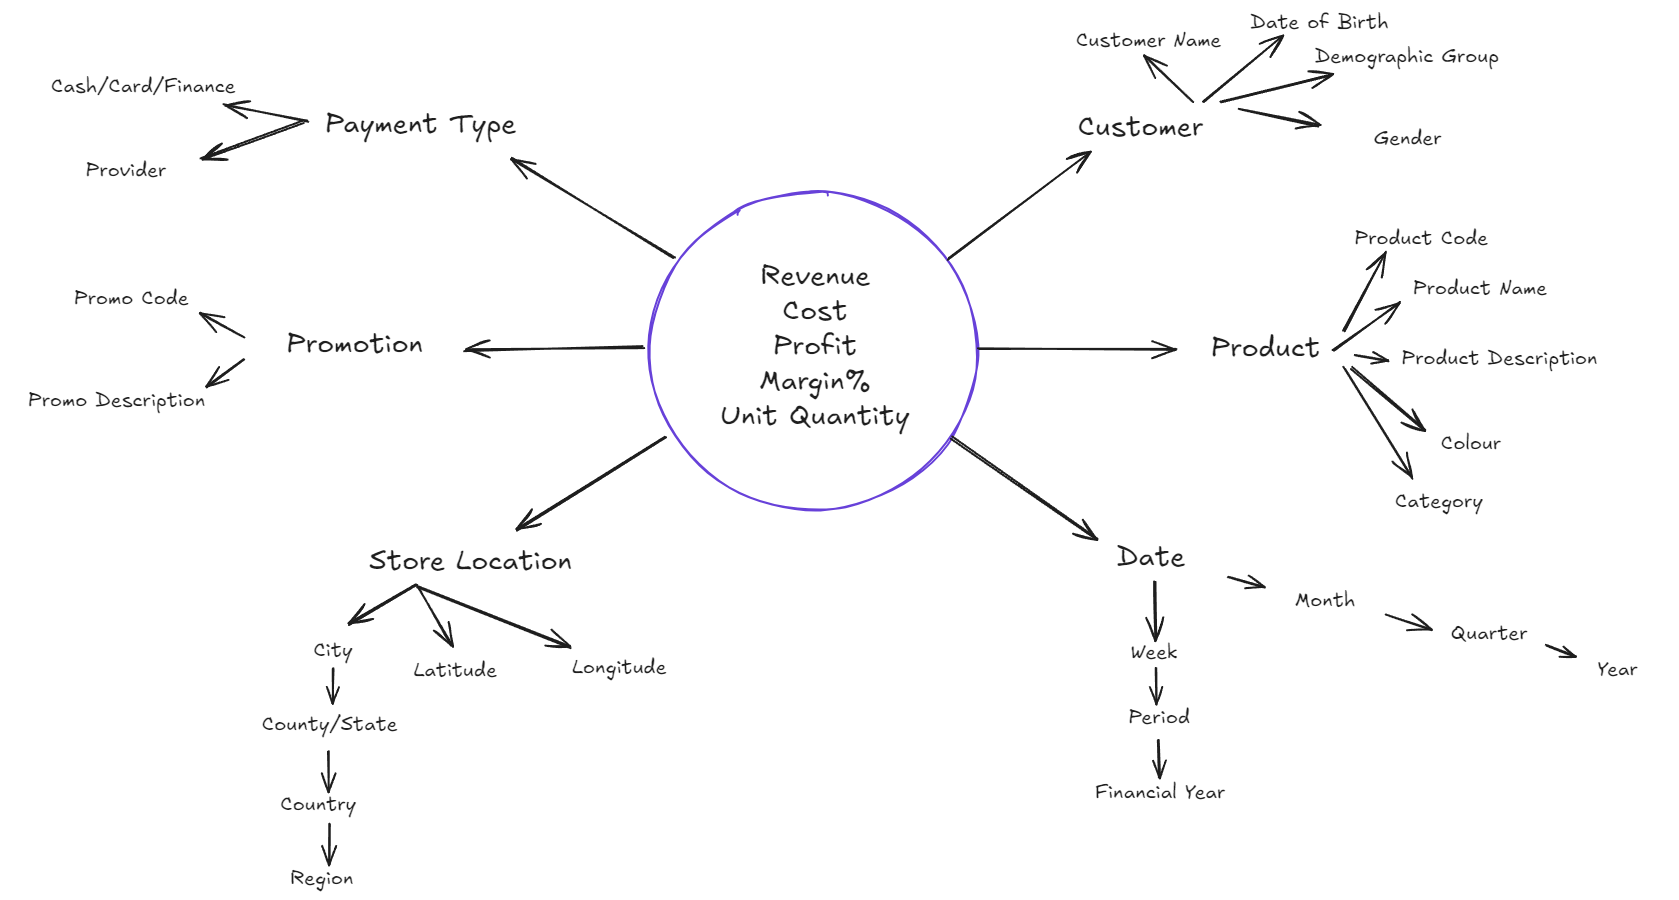 Date of Birth
Customer Name
Demographic Group
Cash/Card/Finance
Payment Type
Customer
Gender
Provider
Product Code
Revenue
Product Name
Promo Code
Cost
Promotion
Profit
Product
Product Description
Margin%
Promo Description
Unit Quantity
Colour
Category
Store Location
Date
Month
Quarter
City
Week
Latitude
Longitude
Year
County/State
Period
Country
Financial Year
Region